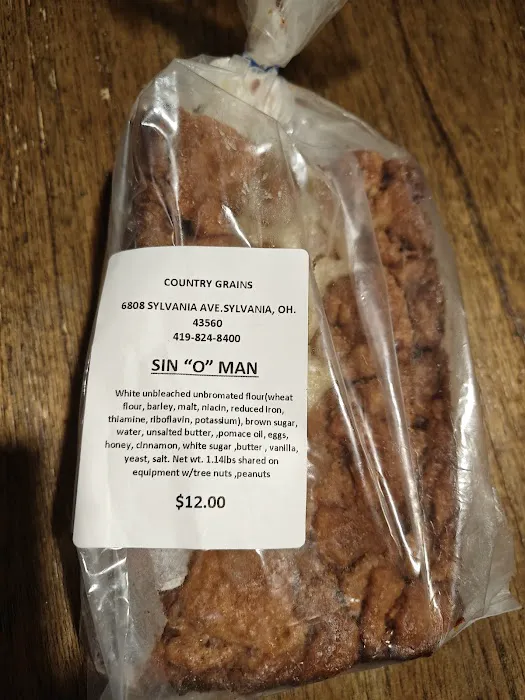 COUNTRY GRAINS
6808 SYLVANIA AVE.SYLVANIA, OH.
43560
419-824-8400
SIN “O” MAN
White unbleached unbromated flour(wheat
flour, barley, malt, niacin, reduced Iron,
thiamine, riboflavin, potassium), brown sugar,
water, unsalted butter, ,pomace oil, eggs,
honey, cinnamon, white sugar ,butter , vanilla,
yeast, salt. Net wt. 1.14lbs shared on
equipment w/tree nuts ,peanuts
$12.00